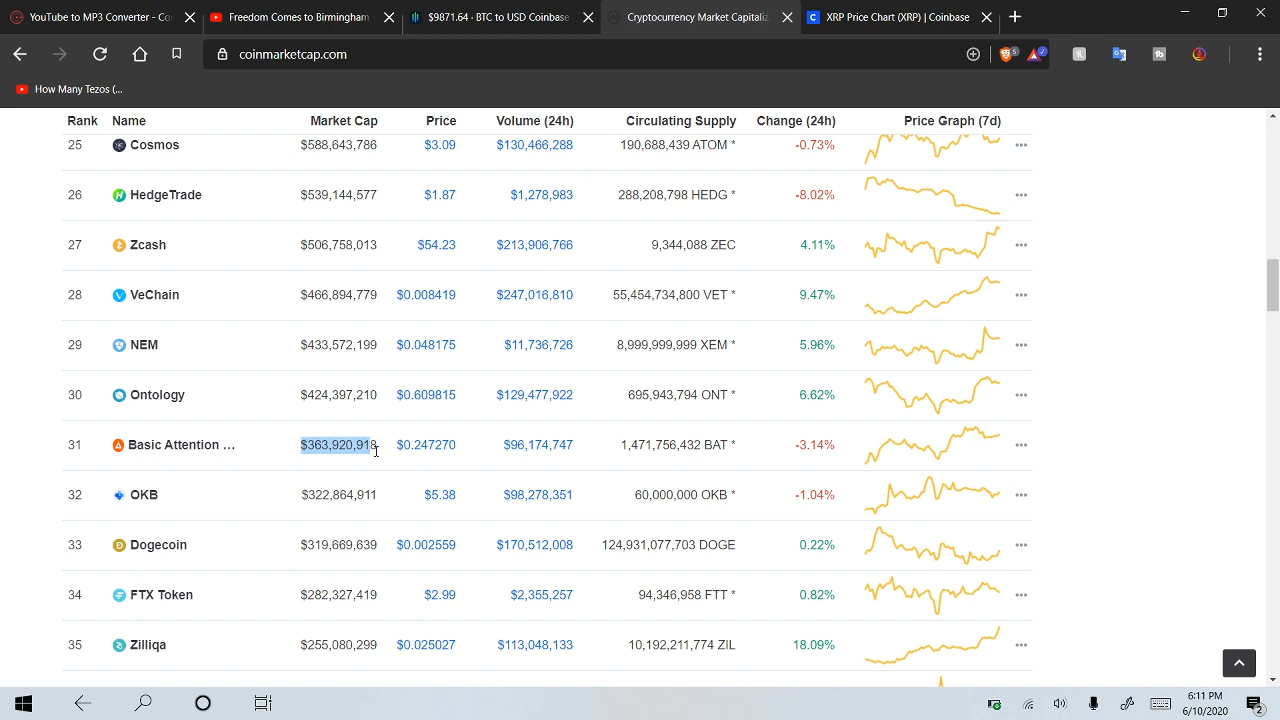 YouTube to MP3 Converter - Co
Freedom Comes to Birmingham
$9871.64 · BTC to USD Coinbase
Cryptocurrency Market Capitaliz
XRP Price Chart (XRP) | Coinbase
coinmarketcap.com
How Many Tezos (...
Rank Name Market Cap Price Volume (24h) Circulating Supply Change (24h) Price Graph (7d)
25 Cosmos $588,643,786 $3.09 $130,466,288 190,688,439 ATOM * -0.73%
26 HedgeTrade $539,144,577 $1.87 $1,278,983 288,208,798 HEDG * -8.02%
27 Zcash $506,758,013 $54.23 $213,906,766 9,344,088 ZEC 4.11%
28 VeChain $466,894,779 $0.008419 $247,016,810 55,454,734,800 VET * 9.47%
29 NEM $433,572,199 $0.048175 $11,736,726 8,999,999,999 XEM * 5.96%
30 Ontology $424,397,210 $0.609815 $129,477,922 695,943,794 ONT * 6.62%
31 Basic Attention ... $363,920,918 $0.247270 $96,174,747 1,471,756,432 BAT * -3.14%
32 OKB $322,864,911 $5.38 $98,278,351 60,000,000 OKB * -1.04%
33 Dogecoin $319,669,639 $0.002559 $170,512,008 124,931,077,703 DOGE 0.22%
34 FTX Token $282,327,419 $2.99 $2,355,257 94,346,958 FTT * 0.82%
35 Zilliqa $255,080,299 $0.025027 $113,048,133 10,192,211,774 ZIL 18.09%
6:11 PM
6/10/2020
2